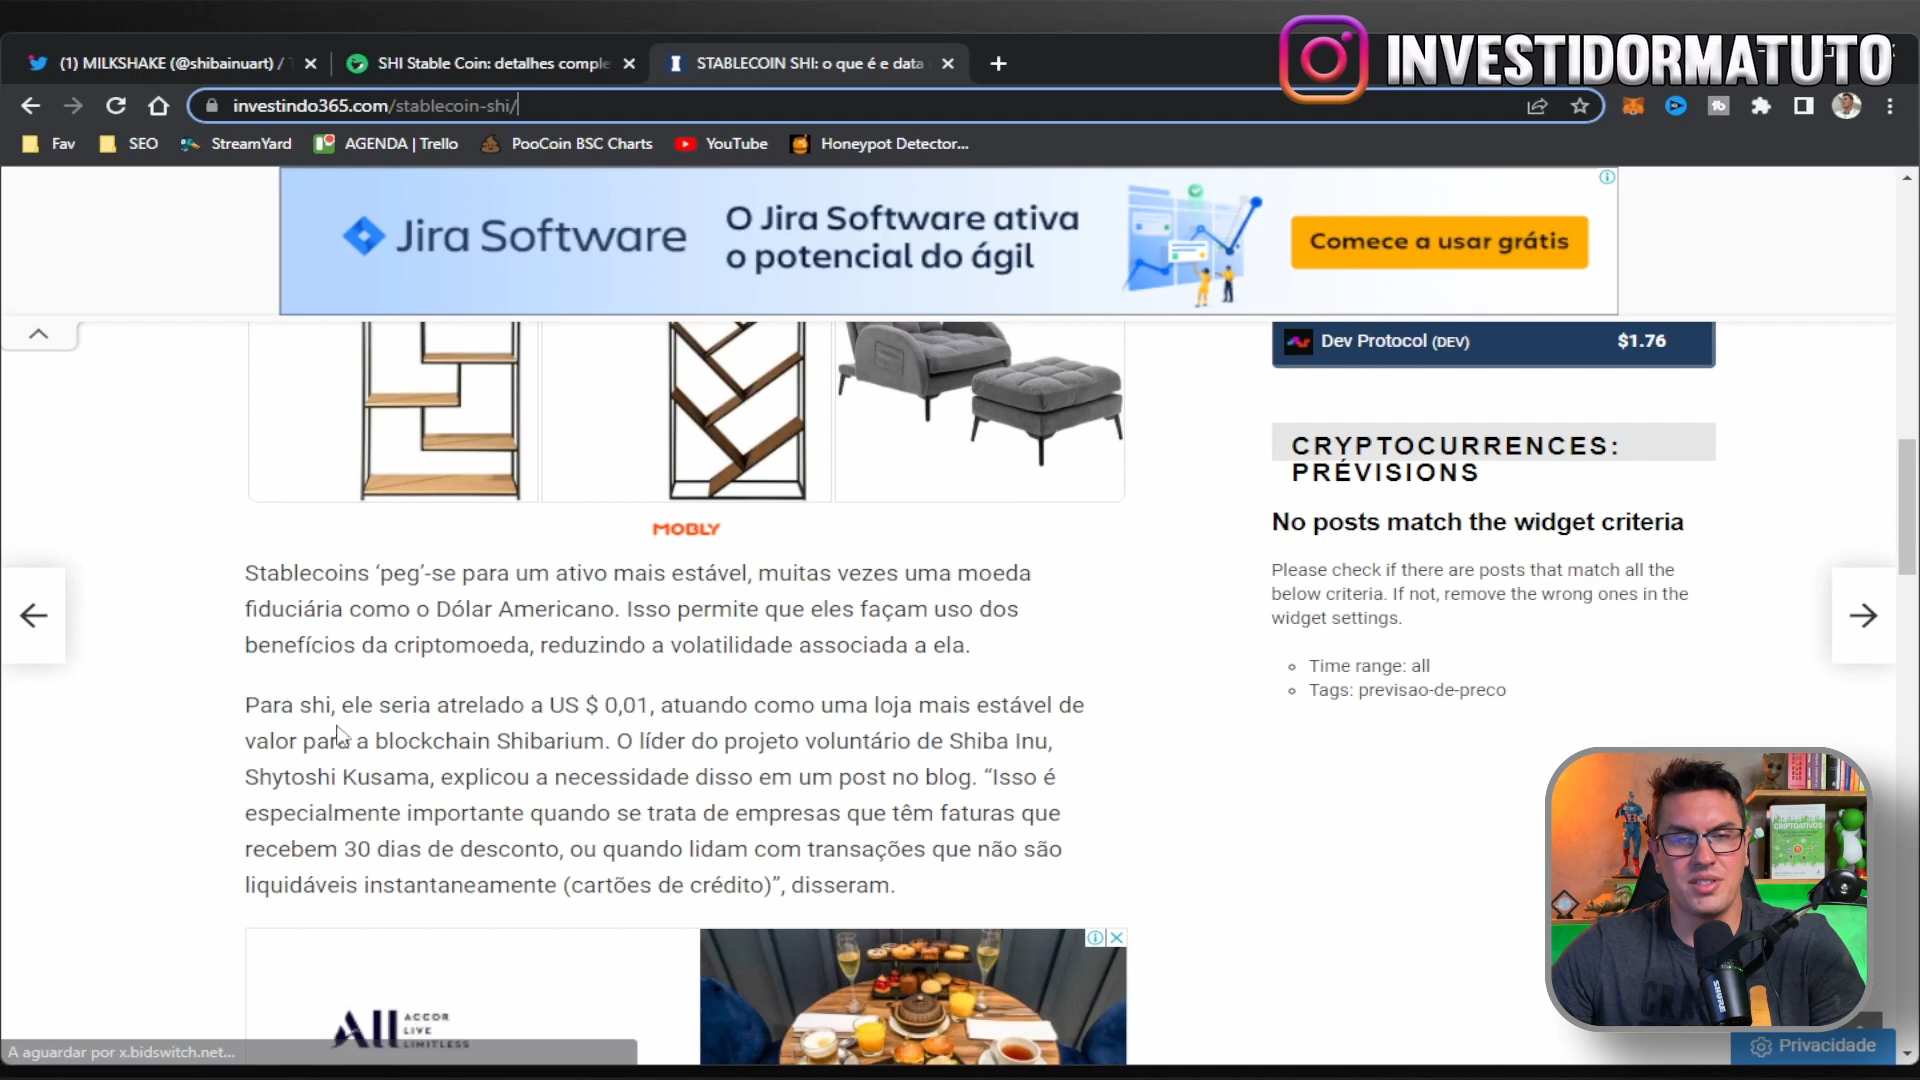 INVESTIDORMATUTO
(1) MILKSHAKE (@shibainuart) /
SHI Stable Coin: detalhes comple
STABLECOIN SHI: o que é e data
investindo365.com/stablecoin-shi/
Fav
SEO
StreamYard
AGENDA | Trello
PooCoin BSC Charts
YouTube
Honeypot Detector...
Jira Software
O Jira Software ativa
o potencial do ágil
Comece a usar grátis
Dev Protocol (DEV) $1.76
CRYPTOCURRENCES:
PRÉVISIONS
No posts match the widget criteria
Please check if there are posts that match all the
below criteria. If not, remove the wrong ones in the
widget settings.
Time range: all
Tags: previsao-de-preco
MOBLY
Stablecoins ‘peg’-se para um ativo mais estável, muitas vezes uma moeda
fiduciária como o Dólar Americano. Isso permite que eles façam uso dos
benefícios da criptomoeda, reduzindo a volatilidade associada a ela.
Para shi, ele seria atrelado a US $ 0,01, atuando como uma loja mais estável de
valor para a blockchain Shibarium. O líder do projeto voluntário de Shiba Inu,
Shytoshi Kusama, explicou a necessidade disso em um post no blog. “Isso é
especialmente importante quando se trata de empresas que têm faturas que
recebem 30 dias de desconto, ou quando lidam com transações que não são
liquidáveis instantaneamente (cartões de crédito)”, disseram.
ALL
ACCOR
LIVE
LIMITLESS
CRIPTOATIVOS
SHURE
A aguardar por x.bidswitch.net...
Privacidade